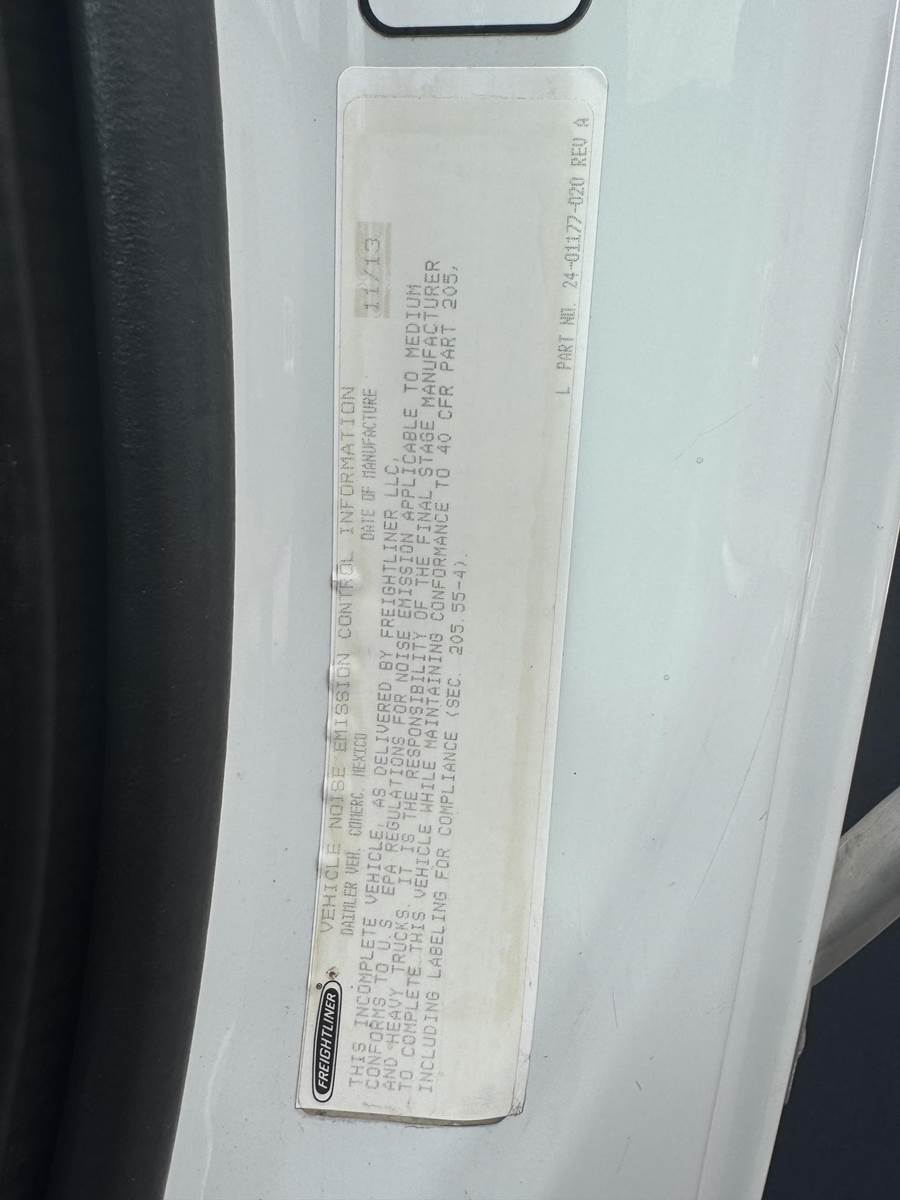 FREIGHTLINER®
VEHICLE NOISE EMISSION CONTROL INFORMATION
DAIMLER VEH. COMERC. MEXICO DATE OF MANUFACTURE 11/13
THIS INCOMPLETE VEHICLE, AS DELIVERED BY FREIGHTLINER LLC,
CONFORMS TO U.S EPA REGULATIONS FOR NOISE EMISSION APPLICABLE TO MEDIUM
AND HEAVY TRUCKS. IT IS THE RESPONSIBILITY OF THE FINAL STAGE MANUFACTURER
TO COMPLETE THIS VEHICLE WHILE MAINTAINING CONFORMANCE TO 40 CFR PART 205,
INCLUDING LABELING FOR COMPLIANCE (SEC. 205.55-4).
L PART NO. 24-01177-020 REV A